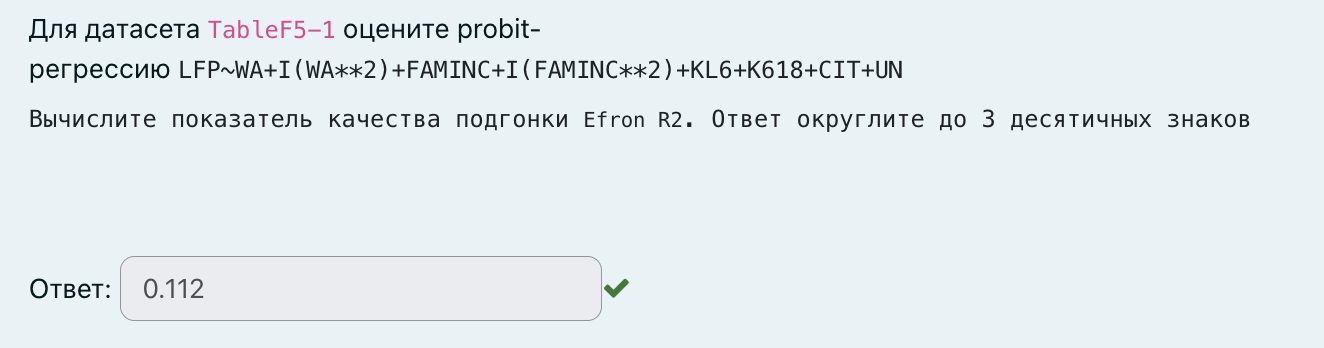 Для датасета TableF5-1 оцените probit-
регрессию LFP~WA+I(WA**2)+FAMINC+I(FAMINC**2)+KL6+K618+CIT+UN
Вычислите показатель качества подгонки Efron R2. Ответ округлите до 3 десятичных знаков
Ответ: 0.112